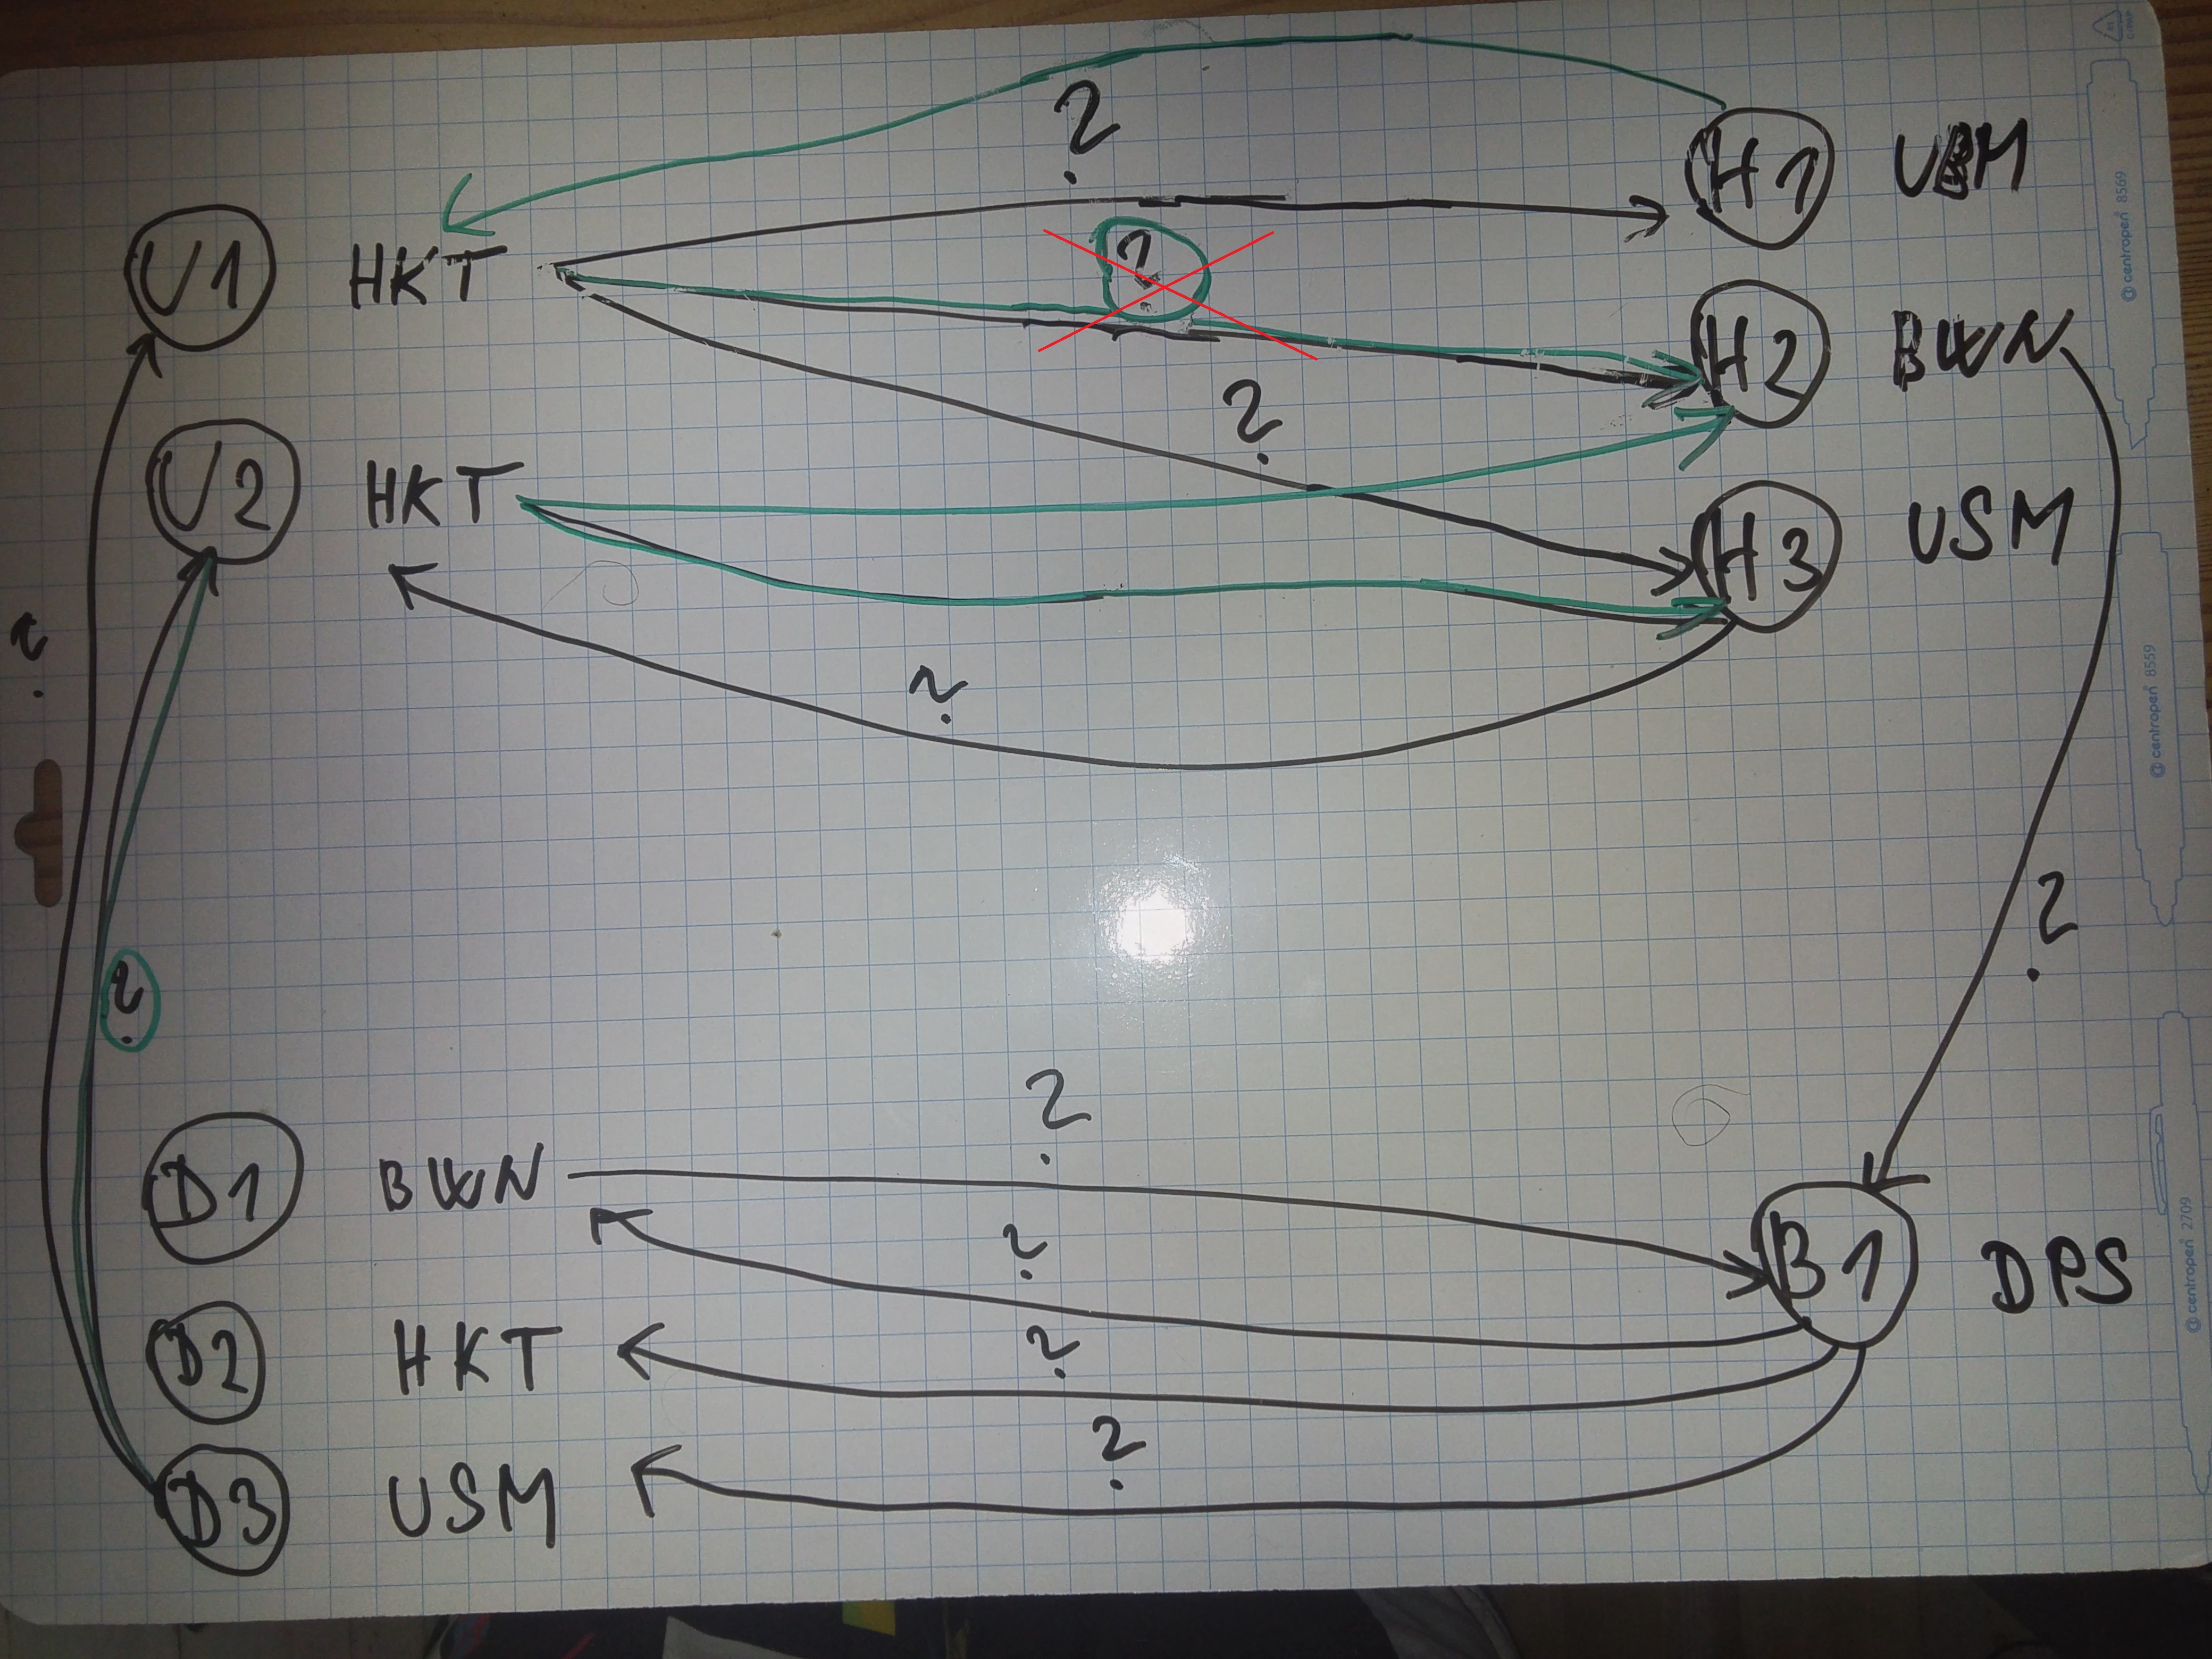 ?
H1 USM
U1 HKT
?
H2 BWN
?
U2 HKT
H3 USM
?
?
?
?
?
D1 BWN
?
B1 DPS
D2 HKT
?
?
D3 USM
centropen 8569
centropen 8559
centropen 2709